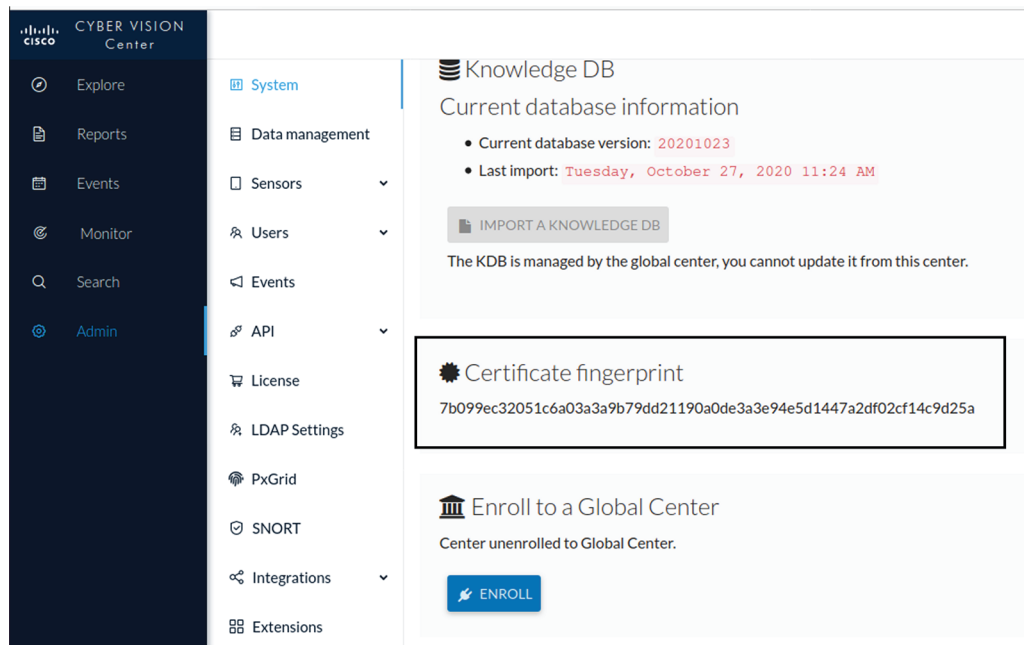 CISCO
CYBER VISION
Center
Explore
Reports
Events
Monitor
Search
Admin
System
Data management
Sensors
Users
Events
API
License
LDAP Settings
PxGrid
SNORT
Integrations
Extensions
Knowledge DB
Current database information
Current database version: 20201023
Last import: Tuesday, October 27, 2020 11:24 AM
IMPORT A KNOWLEDGE DB
The KDB is managed by the global center, you cannot update it from this center.
Certificate fingerprint
7b099ec32051c6a03a3a9b79dd21190a0de3a3e94e5d1447a2df02cf14c9d25a
Enroll to a Global Center
Center unenrolled to Global Center.
ENROLL